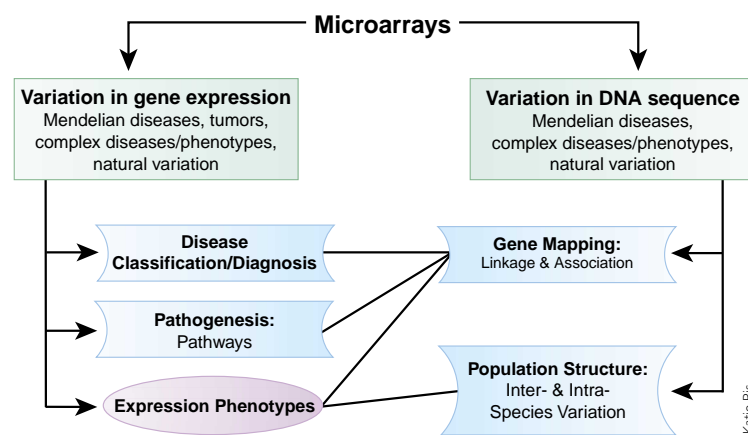 Microarrays
Variation in gene expression
Mendelian diseases, tumors,
complex diseases/phenotypes,
natural variation
Variation in DNA sequence
Mendelian diseases,
complex diseases/phenotypes,
natural variation
Disease
Classification/Diagnosis
Gene Mapping:
Linkage & Association
Pathogenesis:
Pathways
Population Structure:
Inter- & Intra-
Species Variation
Expression Phenotypes
Katie